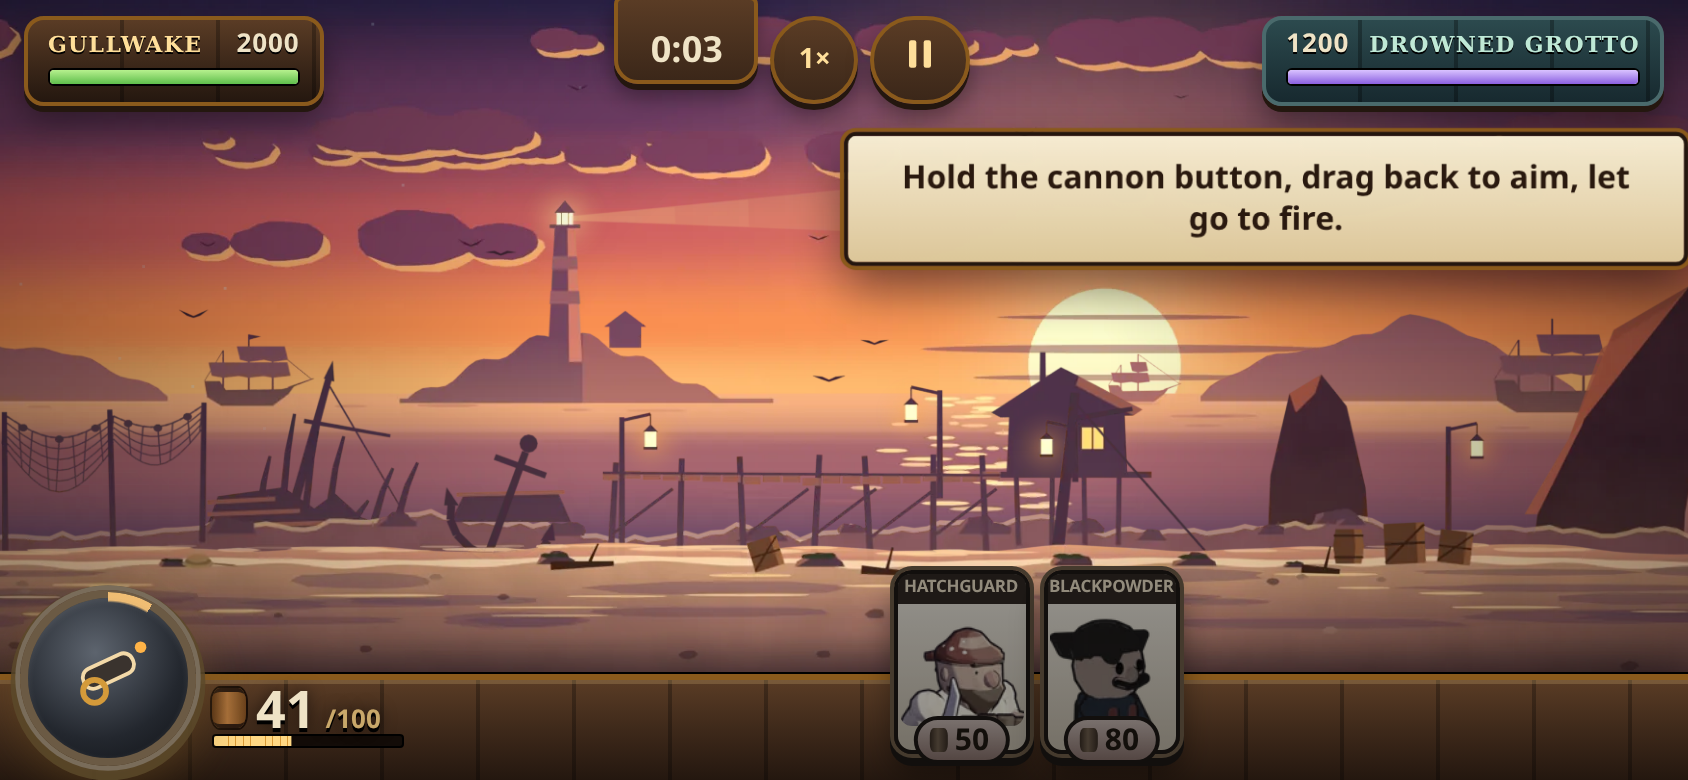 GULLWAKE 2000
0:03
1×
1200 DROWNED GROTTO
Hold the cannon button, drag back to aim, let
go to fire.
HATCHGUARD
BLACKPOWDER
41 /100
50
80